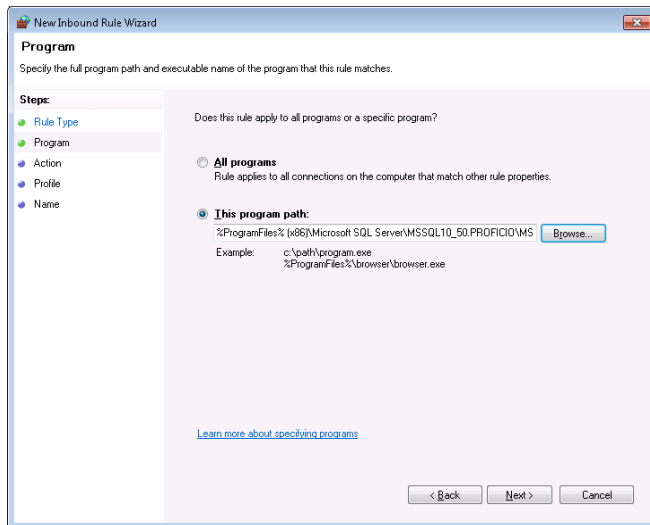 New Inbound Rule Wizard
Program
Specify the full program path and executable name of the program that this rule matches.
Steps:
Rule Type
Program
Action
Profile
Name
Does this rule apply to all programs or a specific program?
All programs
Rule applies to all connections on the computer that match other rule properties.
This program path:
%ProgramFiles% (x86)\Microsoft SQL Server\MSSQL10_50.PROFICIO\MS
Browse...
Example: c:\path\program.exe
%ProgramFiles%\browser\browser.exe
Learn more about specifying programs
< Back Next > Cancel